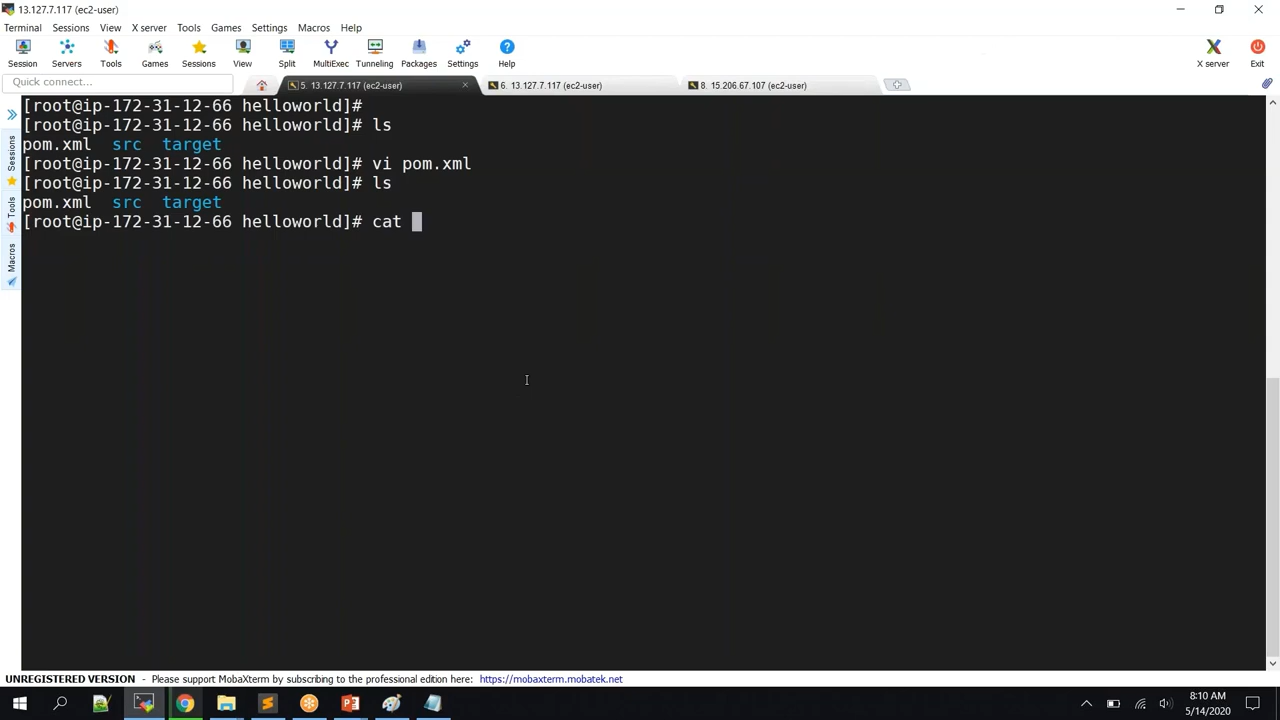 13.127.7.117 (ec2-user)
Terminal Sessions View X server Tools Games Settings Macros Help
Session Servers Tools Games Sessions View Split MultiExec Tunneling Packages Settings Help X server Exit
Quick connect...
5. 13.127.7.117 (ec2-user)
6. 13.127.7.117 (ec2-user)
8. 15.206.67.107 (ec2-user)
Sessions
Tools
Macros
[root@ip-172-31-12-66 helloworld]#
[root@ip-172-31-12-66 helloworld]# ls
pom.xml src target
[root@ip-172-31-12-66 helloworld]# vi pom.xml
[root@ip-172-31-12-66 helloworld]# ls
pom.xml src target
[root@ip-172-31-12-66 helloworld]# cat
UNREGISTERED VERSION - Please support MobaXterm by subscribing to the professional edition here: https://mobaxterm.mobatek.net
8:10 AM
5/14/2020